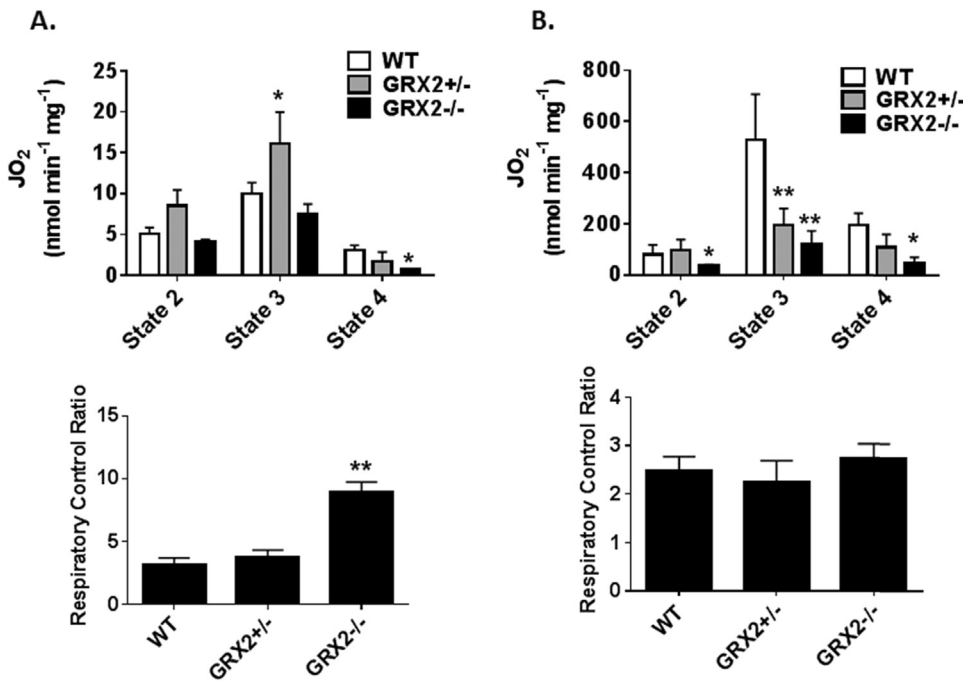 A.
WT
GRX2+/-
GRX2-/-
JO2
(nmol min-1 mg-1)
25
20
15
10
5
0
*
*
State 2
State 3
State 4
B.
WT
GRX2+/-
GRX2-/-
JO2
(nmol min-1 mg-1)
800
600
400
200
0
*
**
**
*
State 2
State 3
State 4
Respiratory Control Ratio
15
10
5
0
**
WT
GRX2+/-
GRX2-/-
Respiratory Control Ratio
4
3
2
1
0
WT
GRX2+/-
GRX2-/-